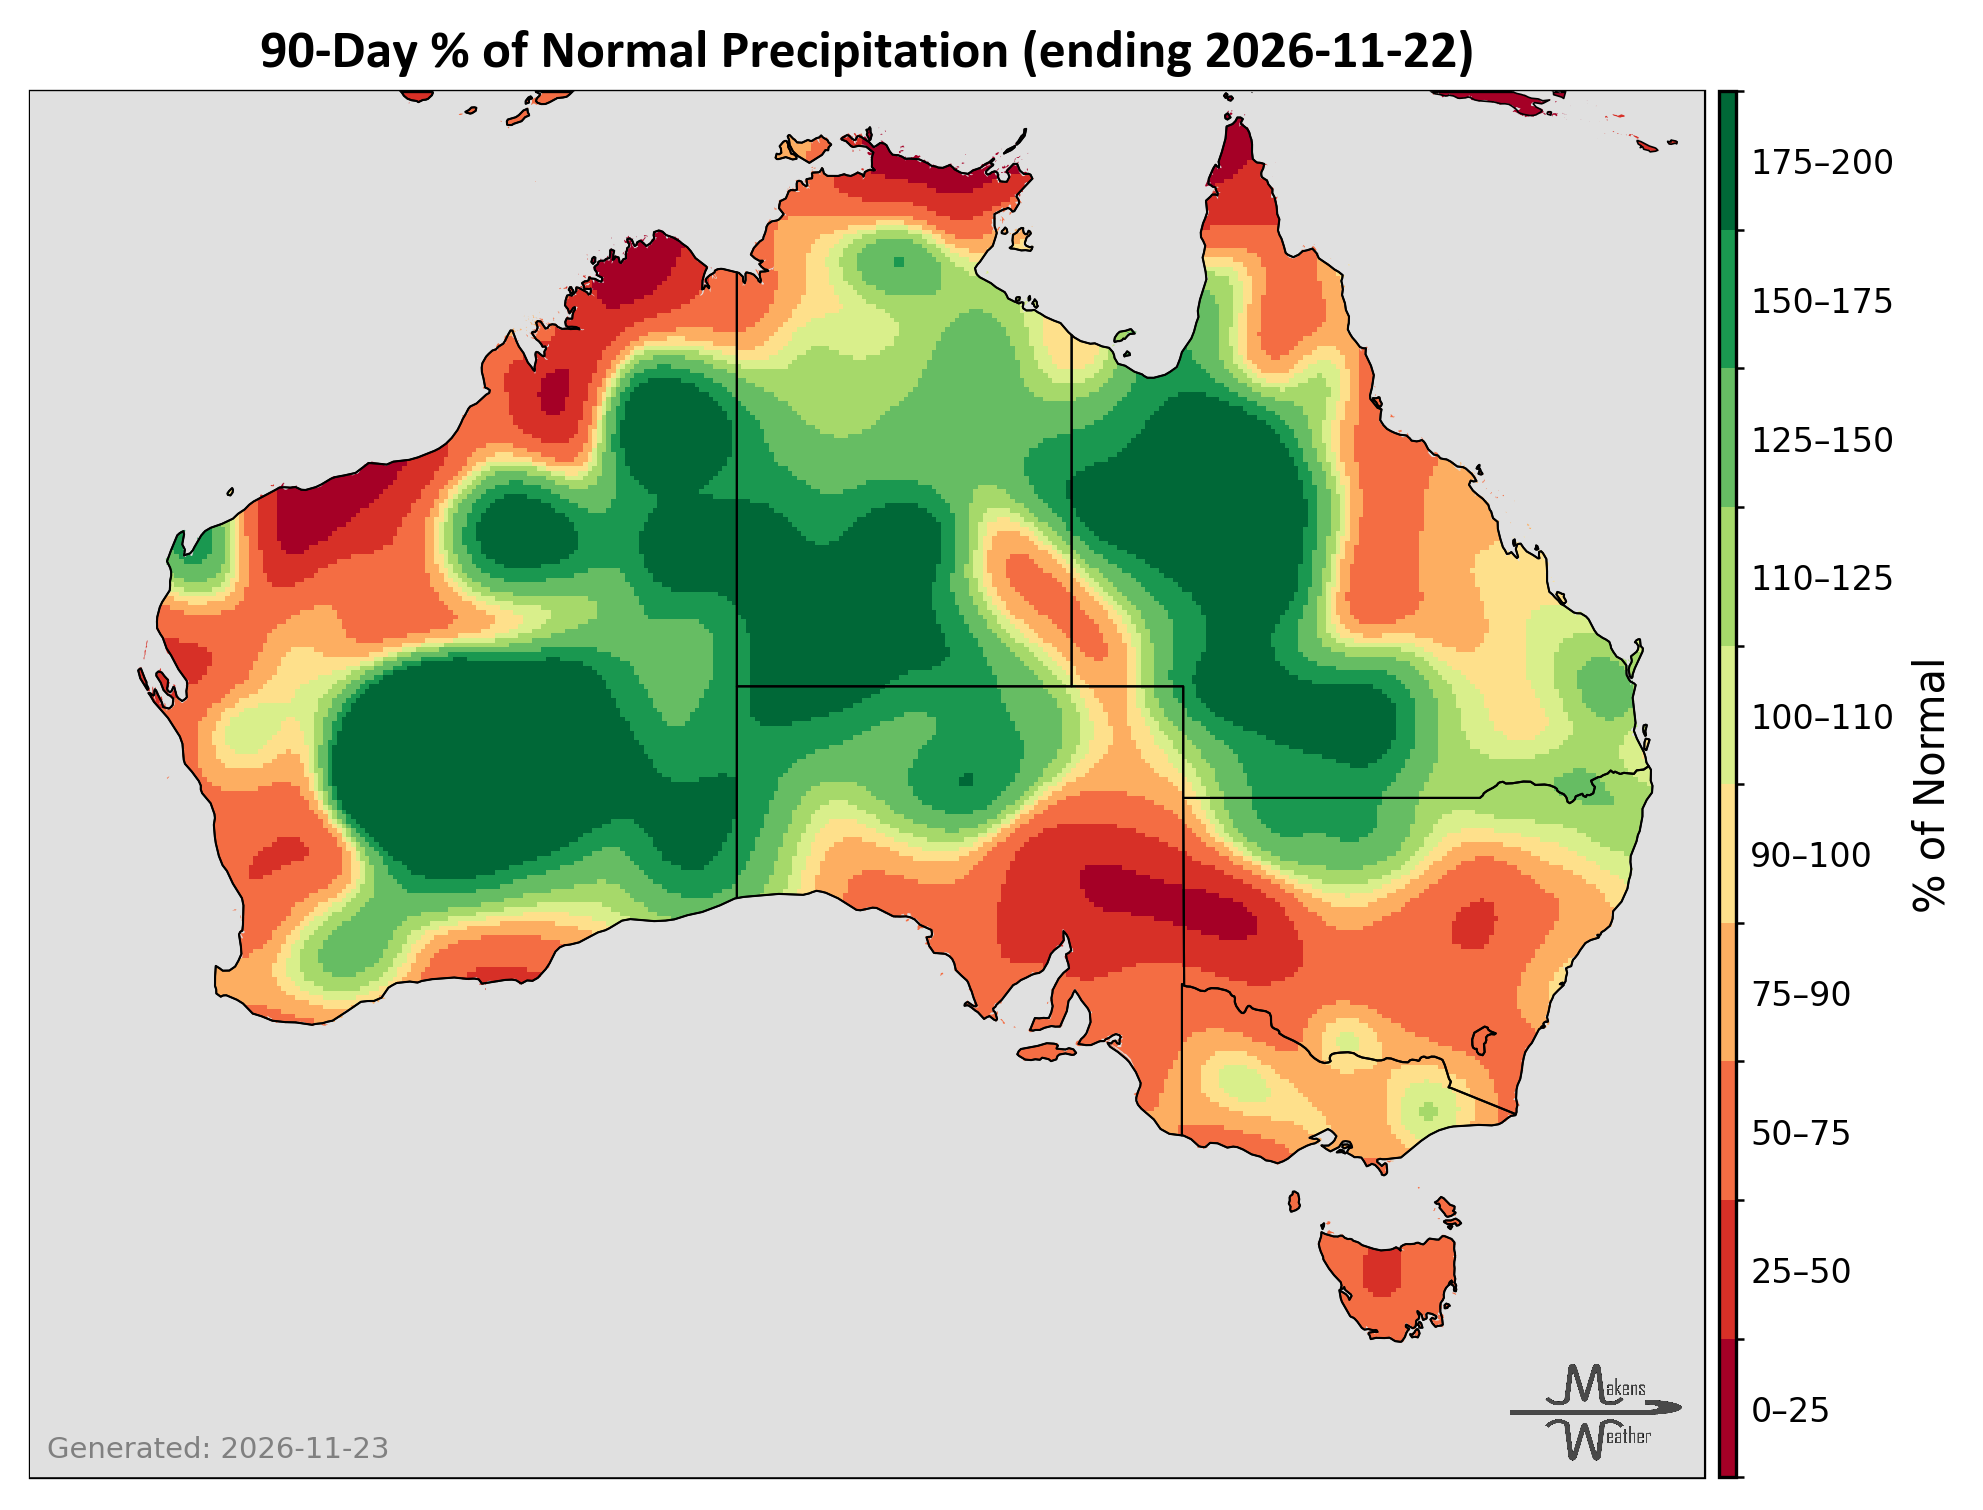 90-Day % of Normal Precipitation (ending 2026-11-22)
175–200
150–175
125–150
110–125
100–110
90–100
75–90
50–75
25–50
0–25
% of Normal
Makens
Weather
Generated: 2026-11-23